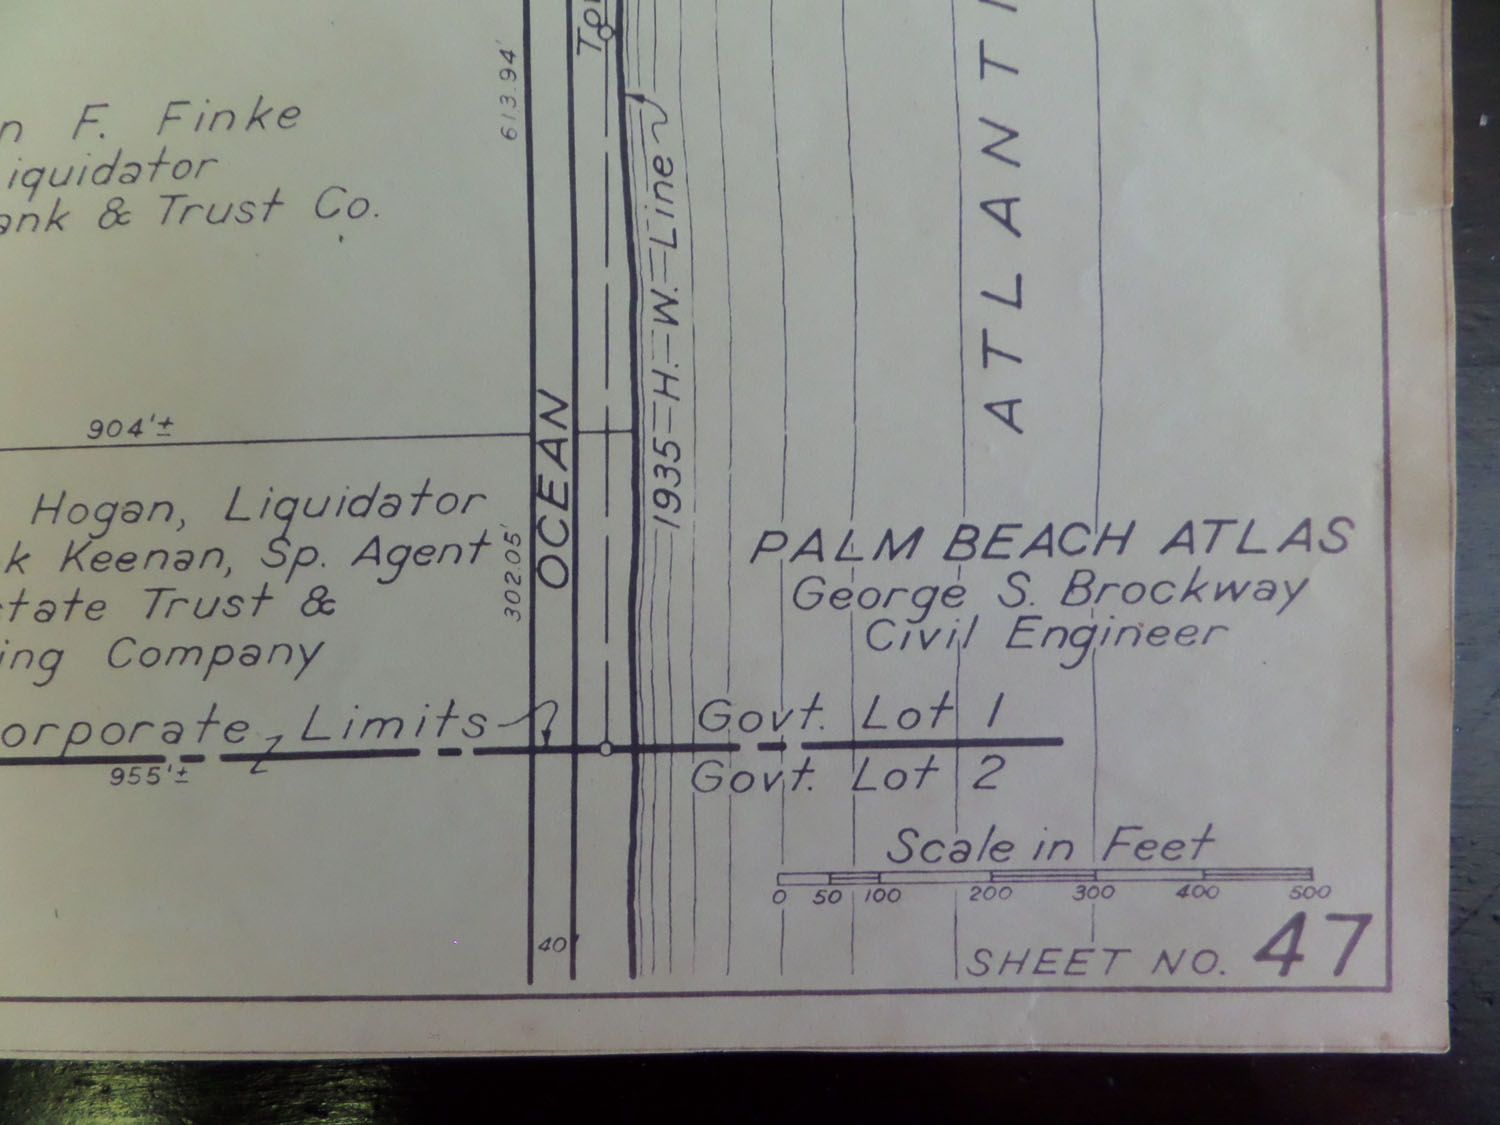 613.94'
ATLANTI
n F. Finke
iquidator
ank & Trust Co.
1935 H. W. Line
904'±
OCEAN
Hogan, Liquidator
k Keenan, Sp. Agent
state Trust &
ing Company
302.05'
PALM BEACH ATLAS
George S. Brockway
Civil Engineer
orporate Limits
955'±
Govt. Lot 1
Govt. Lot 2
Scale in Feet
0 50 100 200 300 400 500
40'
SHEET NO. 47